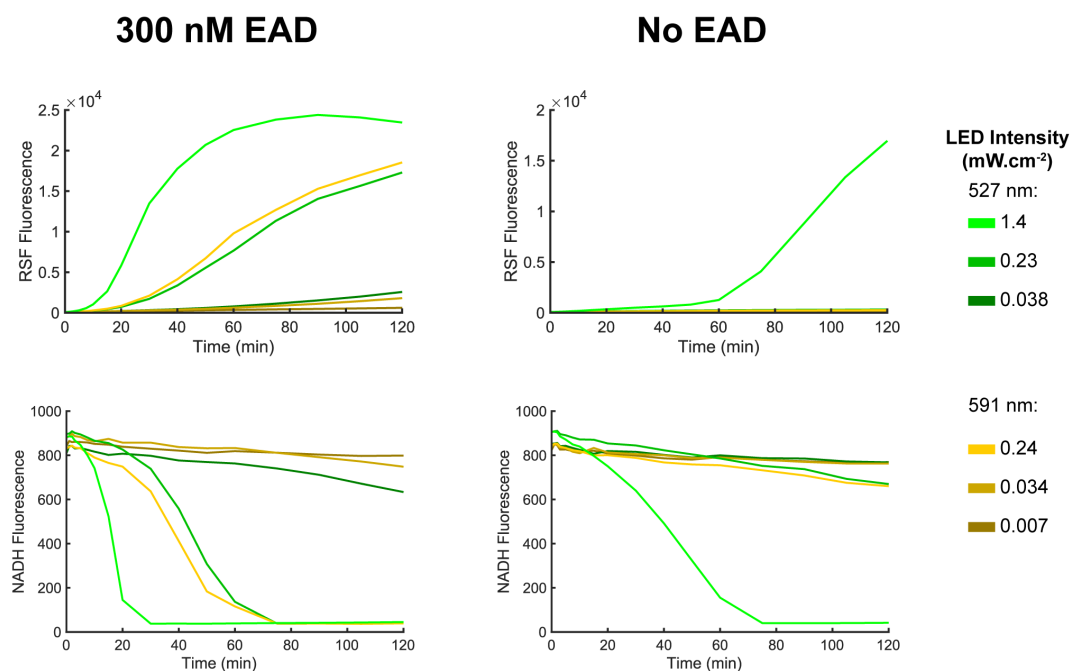 300 nM EAD
No EAD
×10⁴
2.5
2
1.5
1
0.5
0
RSF Fluorescence
0 20 40 60 80 100 120
Time (min)
×10⁴
2
1.5
1
0.5
0
RSF Fluorescence
0 20 40 60 80 100 120
Time (min)
LED Intensity
(mW.cm⁻²)
527 nm:
1.4
0.23
0.038
1000
800
600
400
200
0
NADH Fluorescence
0 20 40 60 80 100 120
Time (min)
1000
800
600
400
200
0
NADH Fluorescence
0 20 40 60 80 100 120
Time (min)
591 nm:
0.24
0.034
0.007